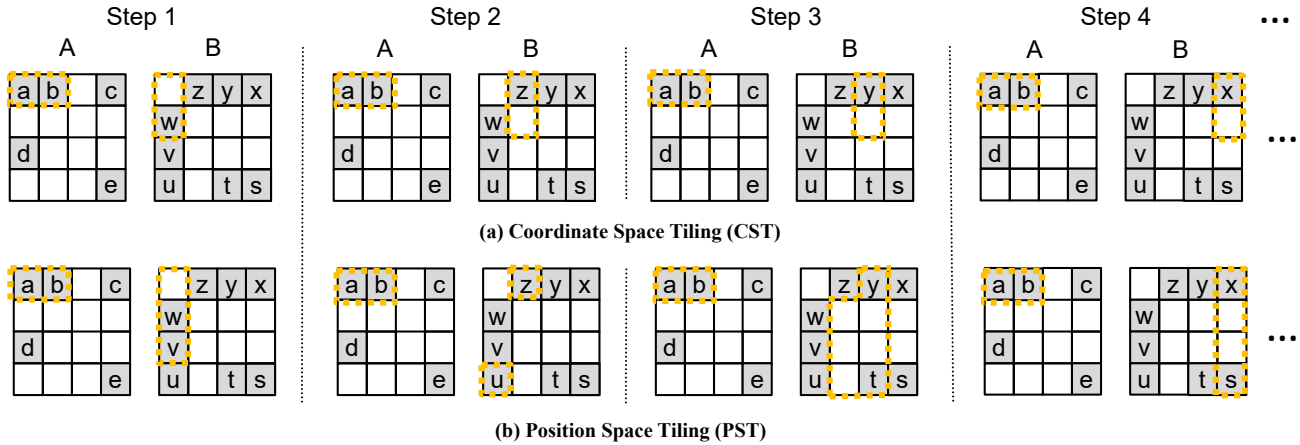 Step 1 Step 2 Step 3 Step 4 ...
A B A B A B A B
a b c z y x a b c z y x a b c z y x a b c z y x
w w w w ...
d v d v d v d v
e u t s e u t s e u t s e u t s
(a) Coordinate Space Tiling (CST)
a b c z y x a b c z y x a b c z y x a b c z y x
w w w w
d v d v d v d v ...
e u t s e u t s e u t s e u t s
(b) Position Space Tiling (PST)